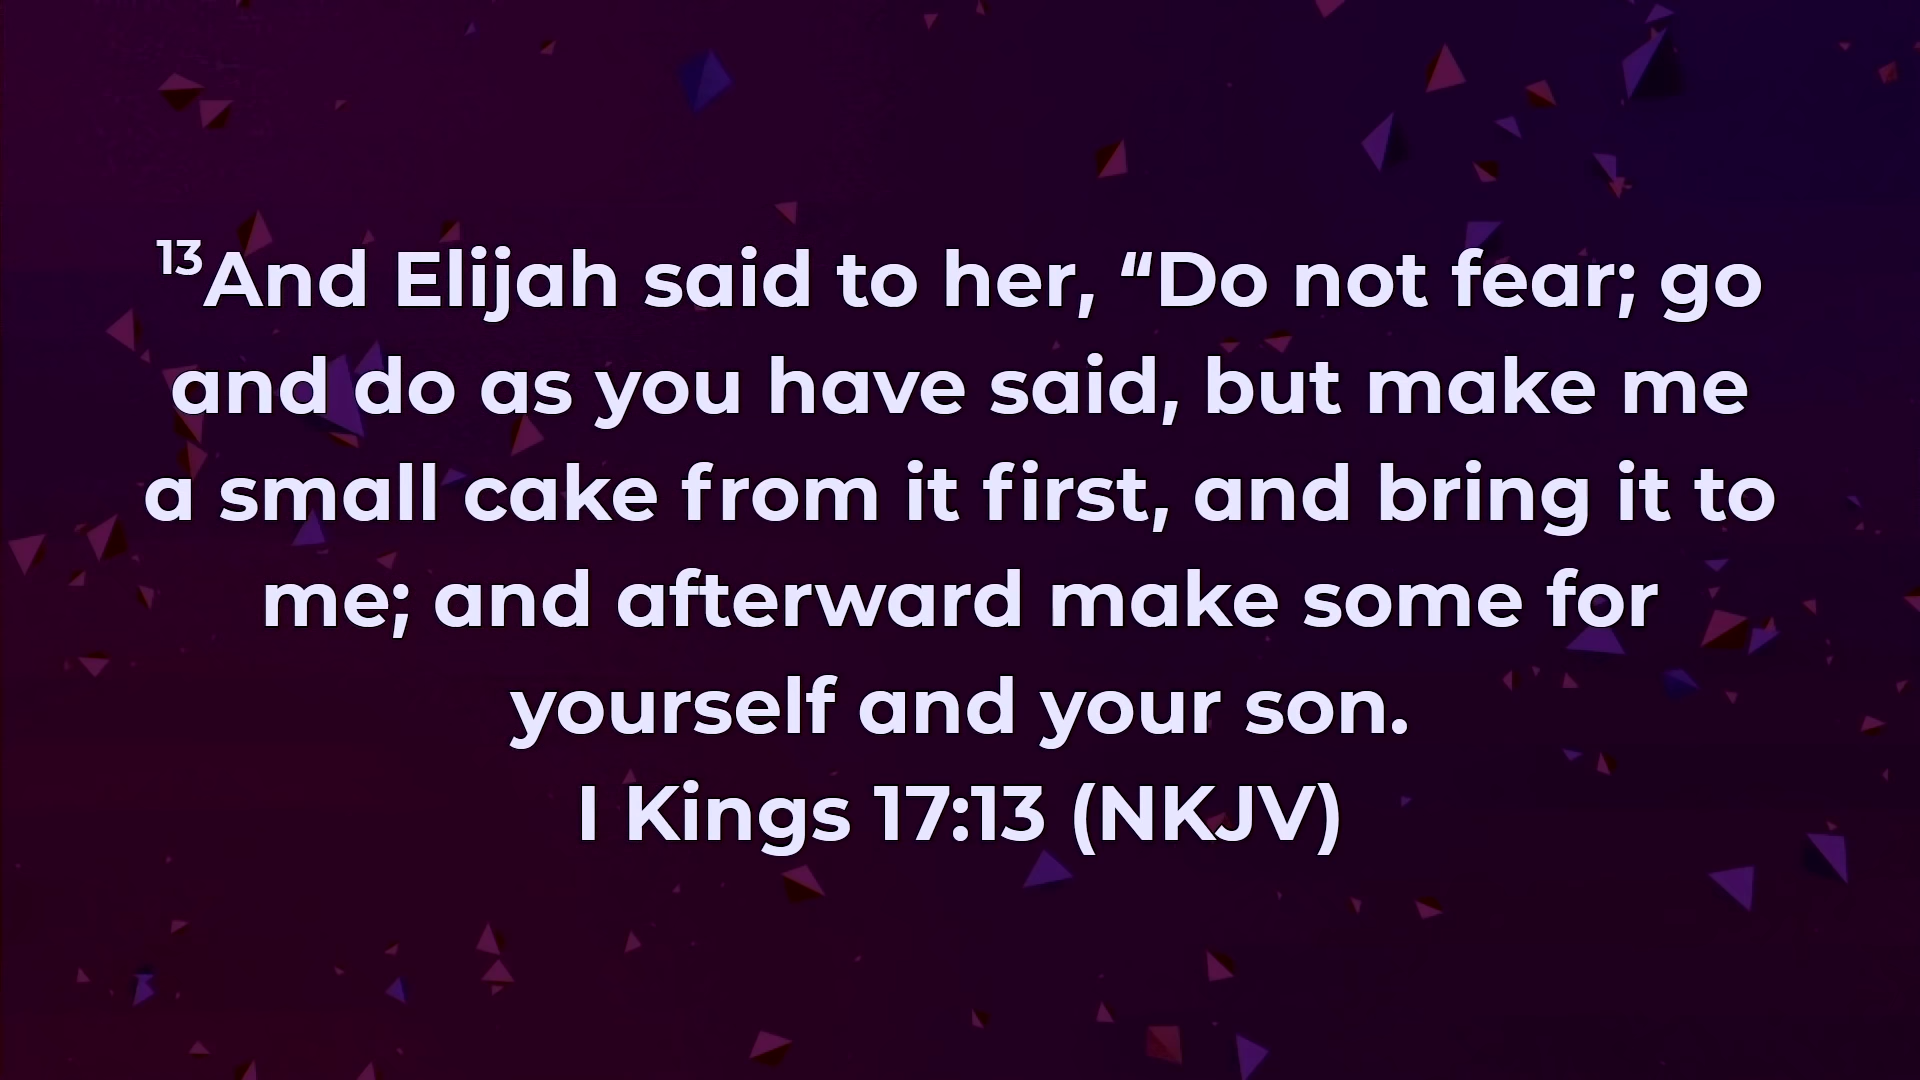 13And Elijah said to her, “Do not fear; go
and do as you have said, but make me
a small cake from it first, and bring it to
me; and afterward make some for
yourself and your son.
I Kings 17:13 (NKJV)